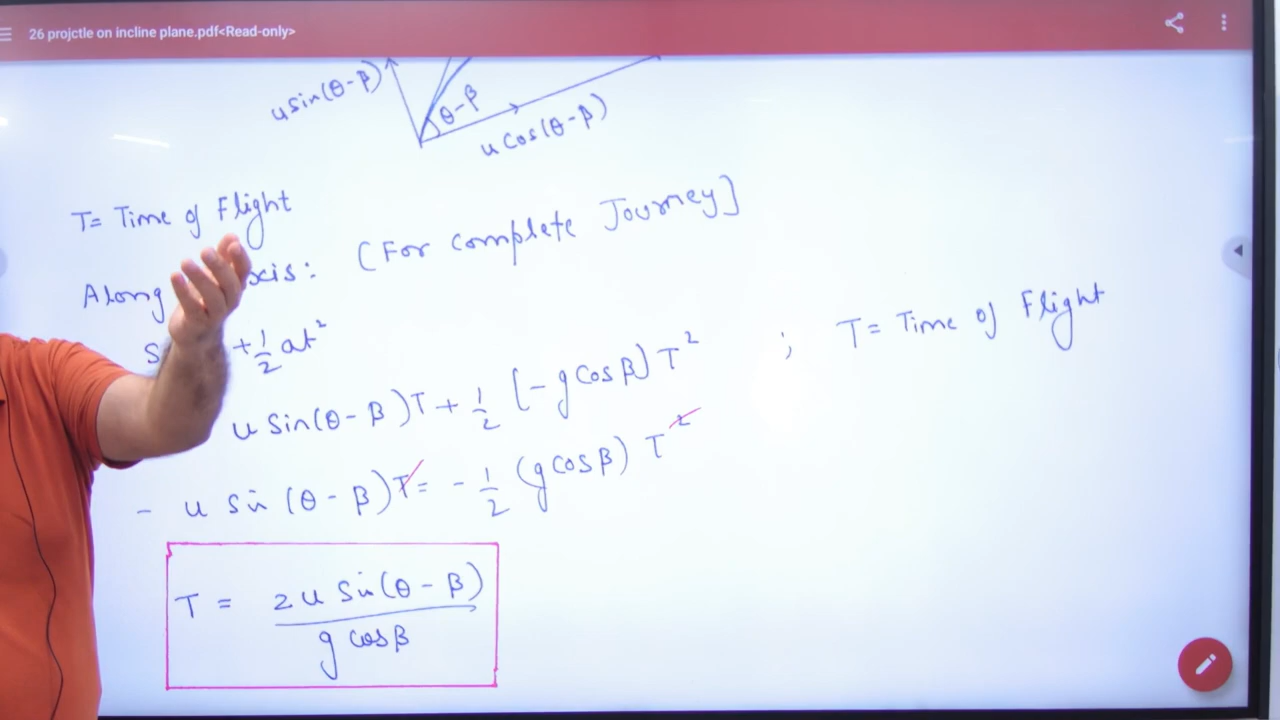 26 projctle on incline plane.pdf<Read-only>
u sin(θ-β)
θ-β
u cos(θ-β)
T= Time of Flight
Along xis: (For complete Journey]
S +½ at²
u Sin(θ-β)T + ½ [-g cos β) T² ; T = Time of Flight
- u Sin (θ-β)T = - ½ (g cos β) T²
T = 2u Sin(θ-β) / g cos β